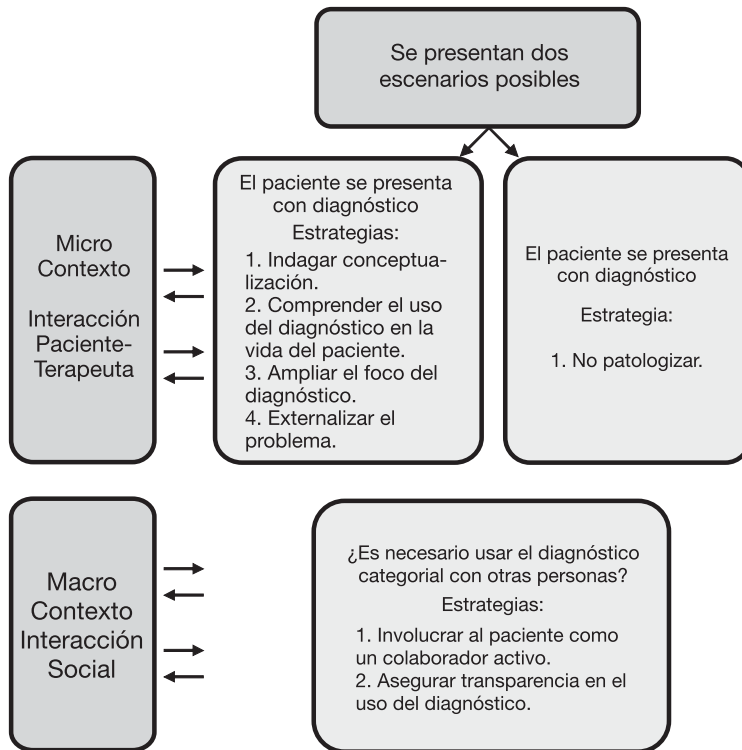 Se presentan dos
escenarios posibles
Micro
Contexto
Interacción
Paciente-
Terapeuta
El paciente se presenta
con diagnóstico
Estrategias:
1. Indagar conceptua-
lización.
2. Comprender el uso
del diagnóstico en la
vida del paciente.
3. Ampliar el foco del
diagnóstico.
4. Externalizar el
problema.
El paciente se presenta
con diagnóstico
Estrategia:
1. No patologizar.
Macro
Contexto
Interacción
Social
¿Es necesario usar el diagnóstico
categorial con otras personas?
Estrategias:
1. Involucrar al paciente como
un colaborador activo.
2. Asegurar transparencia en el
uso del diagnóstico.